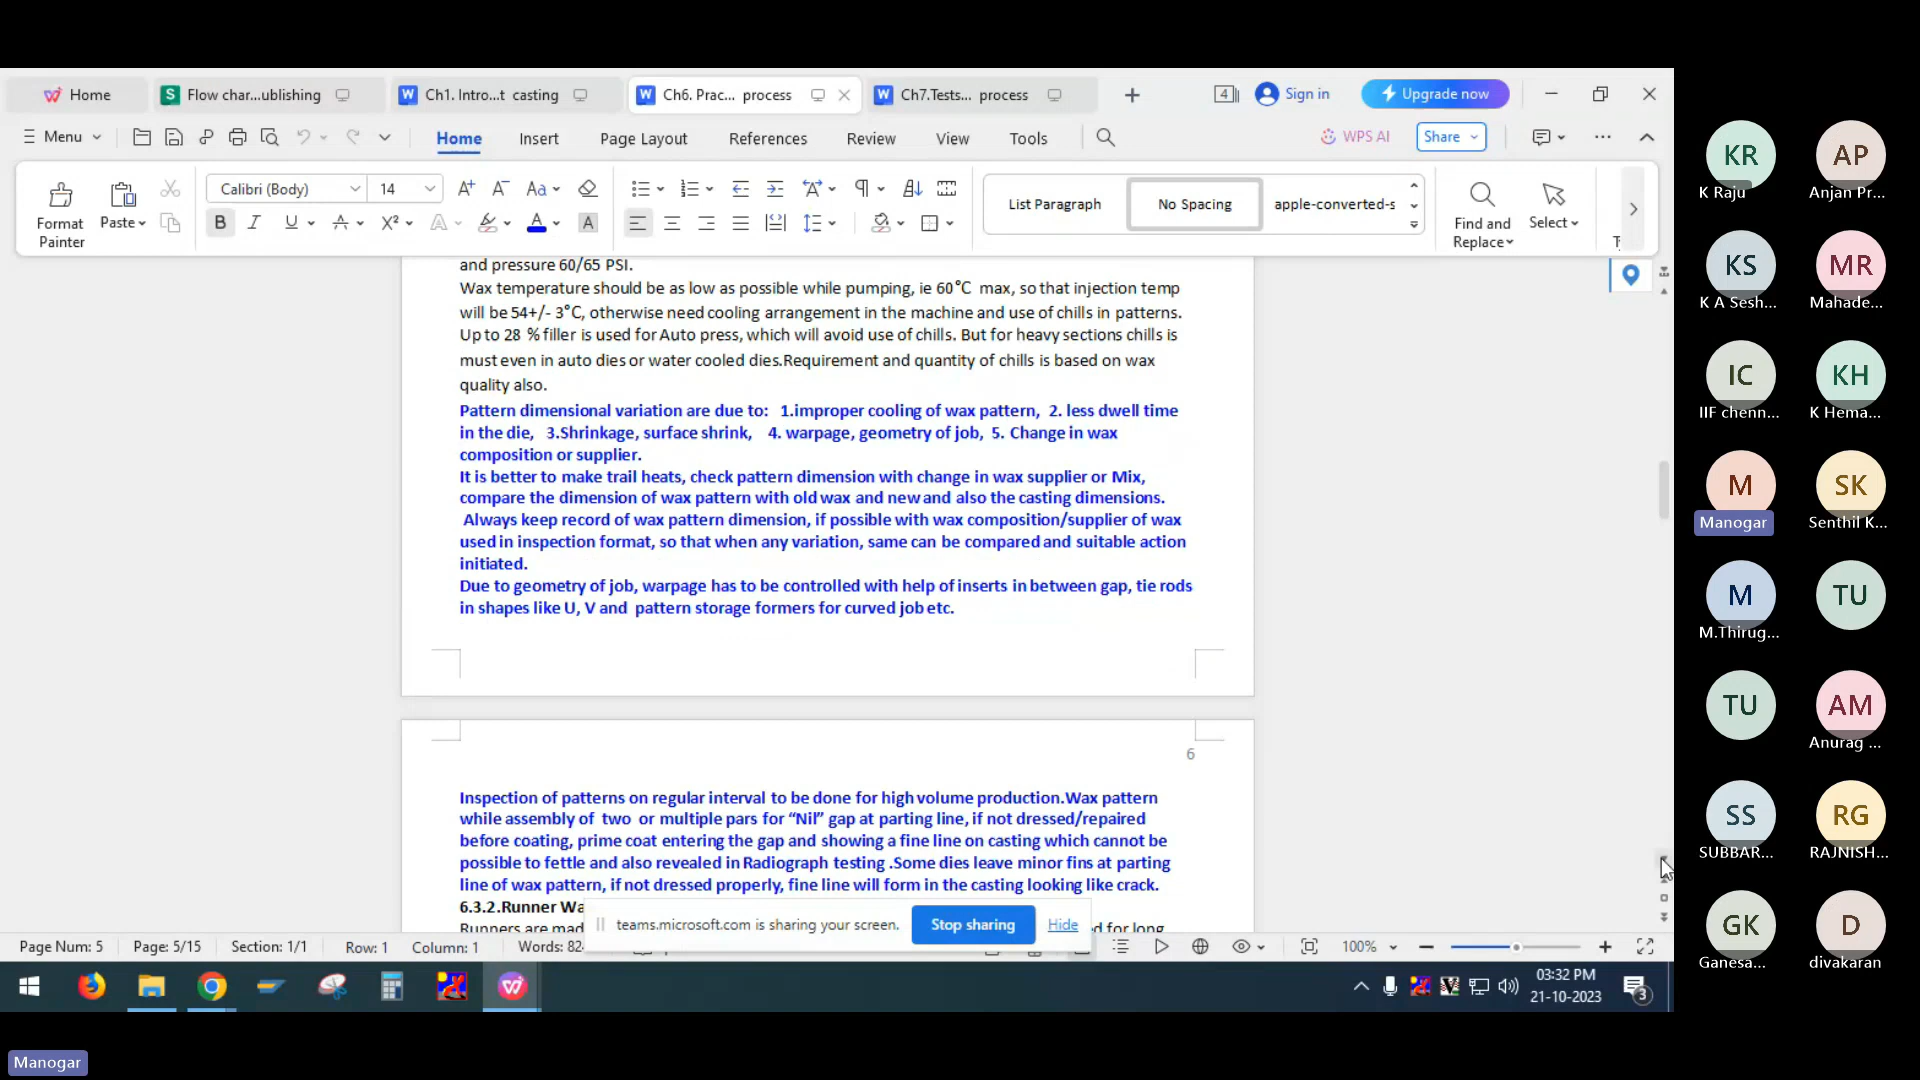 Home
Flow char...ublishing
Ch1. Intro...t casting
Ch6. Prac... process
Ch7.Tests... process
4
Sign in
Upgrade now
Menu
Home
Insert
Page Layout
References
Review
View
Tools
WPS AI
Share
Format
Painter
Paste
Calibri (Body)
14
List Paragraph
No Spacing
apple-converted-s
Find and
Replace
Select
and pressure 60/65 PSI.
Wax temperature should be as low as possible while pumping, ie 60°C max, so that injection temp
will be 54+/- 3°C, otherwise need cooling arrangement in the machine and use of chills in patterns.
Up to 28 % filler is used for Auto press, which will avoid use of chills. But for heavy sections chills is
must even in auto dies or water cooled dies.Requirement and quantity of chills is based on wax
quality also.
Pattern dimensional variation are due to: 1.improper cooling of wax pattern, 2. less dwell time
in the die, 3.Shrinkage, surface shrink, 4. warpage, geometry of job, 5. Change in wax
composition or supplier.
It is better to make trail heats, check pattern dimension with change in wax supplier or Mix,
compare the dimension of wax pattern with old wax and new and also the casting dimensions.
Always keep record of wax pattern dimension, if possible with wax composition/supplier of wax
used in inspection format, so that when any variation, same can be compared and suitable action
initiated.
Due to geometry of job, warpage has to be controlled with help of inserts in between gap, tie rods
in shapes like U, V and pattern storage formers for curved job etc.
6
Inspection of patterns on regular interval to be done for high volume production.Wax pattern
while assembly of two or multiple pars for “Nil” gap at parting line, if not dressed/repaired
before coating, prime coat entering the gap and showing a fine line on casting which cannot be
possible to fettle and also revealed in Radiograph testing .Some dies leave minor fins at parting
line of wax pattern, if not dressed properly, fine line will form in the casting looking like crack.
6.3.2.Runner Wa
Runners are mad
ed for long
teams.microsoft.com is sharing your screen.
Stop sharing
Hide
Page Num: 5
Page: 5/15
Section: 1/1
Row: 1
Column: 1
Words: 82
100%
03:32 PM
21-10-2023
3
KR
K Raju
AP
Anjan Pr...
KS
K A Sesh...
MR
Mahade...
IC
IIF chenn...
KH
K Hema...
M
Manogar
SK
Senthil K...
M
M.Thirug...
TU
TU
AM
Anurag ...
SS
SUBBAR...
RG
RAJNISH...
GK
Ganesa...
D
divakaran
Manogar